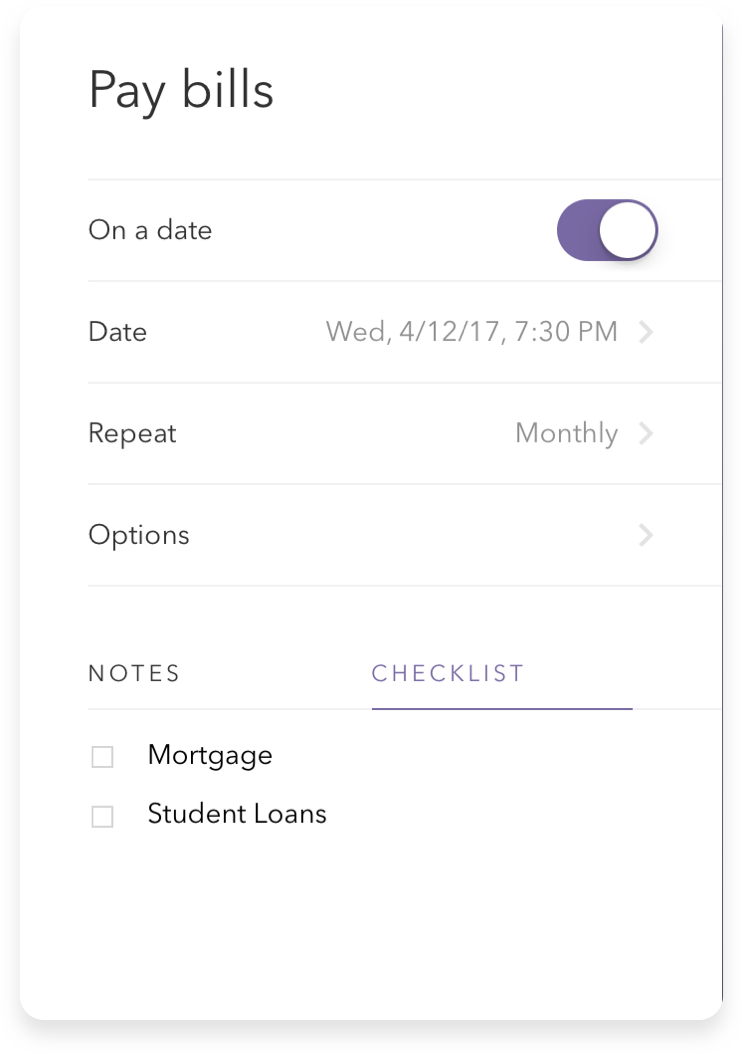 Pay bills
On a date
Date Wed, 4/12/17, 7:30 PM
Repeat Monthly
Options
NOTES CHECKLIST
Mortgage
Student Loans